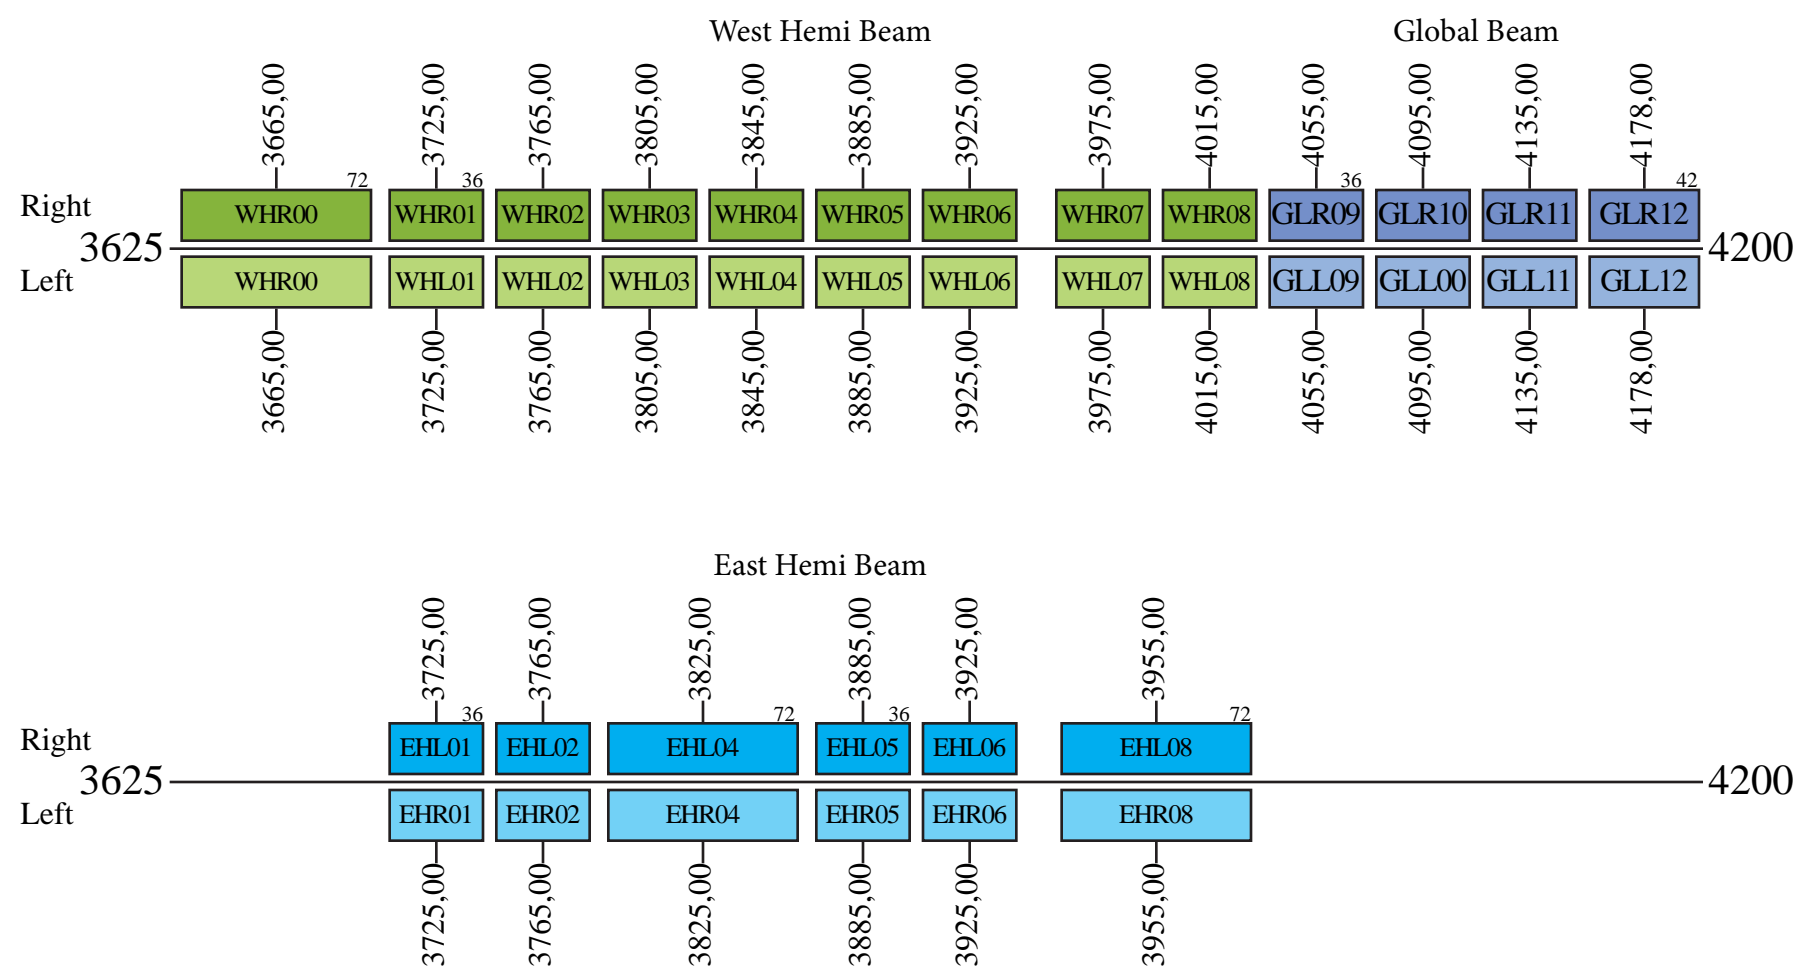 West Hemi Beam Global Beam
3665,00 3725,00 3765,00 3805,00 3845,00 3885,00 3925,00 3975,00 4015,00 4055,00 4095,00 4135,00 4178,00
72 36 36 42
Right WHR00 WHR01 WHR02 WHR03 WHR04 WHR05 WHR06 WHR07 WHR08 GLR09 GLR10 GLR11 GLR12
3625 4200
Left WHR00 WHL01 WHL02 WHL03 WHL04 WHL05 WHL06 WHL07 WHL08 GLL09 GLL00 GLL11 GLL12
3665,00 3725,00 3765,00 3805,00 3845,00 3885,00 3925,00 3975,00 4015,00 4055,00 4095,00 4135,00 4178,00
East Hemi Beam
3725,00 3765,00 3825,00 3885,00 3925,00 3955,00
36 72 36 72
Right EHL01 EHL02 EHL04 EHL05 EHL06 EHL08
3625 4200
Left EHR01 EHR02 EHR04 EHR05 EHR06 EHR08
3725,00 3765,00 3825,00 3885,00 3925,00 3955,00